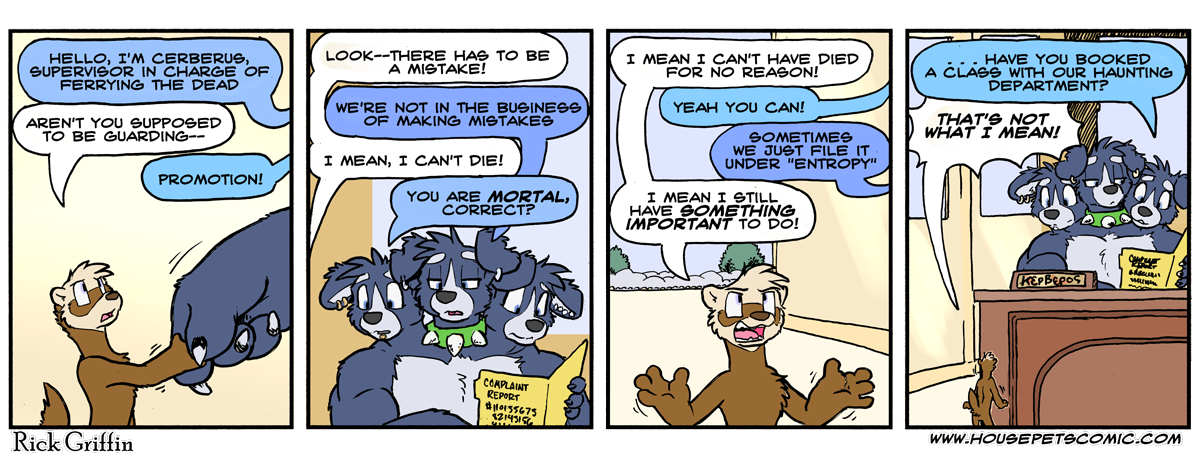 HELLO, I'M CERBERUS,
SUPERVISOR IN CHARGE OF
FERRYING THE DEAD
AREN'T YOU SUPPOSED
TO BE GUARDING--
PROMOTION!
LOOK--THERE HAS TO BE
A MISTAKE!
WE'RE NOT IN THE BUSINESS
OF MAKING MISTAKES
I MEAN, I CAN'T DIE!
YOU ARE MORTAL,
CORRECT?
COMPLAINT
REPORT
#110135675
I MEAN I CAN'T HAVE DIED
FOR NO REASON!
YEAH YOU CAN!
SOMETIMES
WE JUST FILE IT
UNDER "ENTROPY"
I MEAN I STILL
HAVE SOMETHING
IMPORTANT TO DO!
. . . HAVE YOU BOOKED
A CLASS WITH OUR HAUNTING
DEPARTMENT?
THAT'S NOT
WHAT I MEAN!
COMPLAINT
REPORT
ΚΕΡΒΕΡΟΣ
Rick Griffin
WWW.HOUSEPETSCOMIC.COM